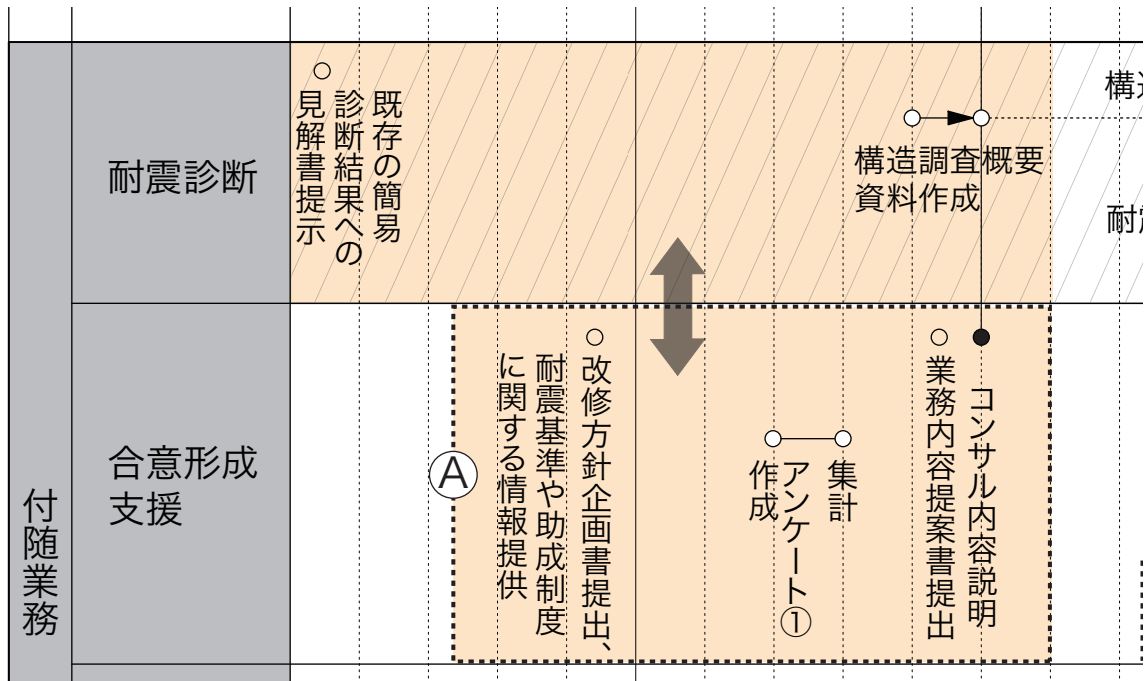 付随業務
耐震診断
既存の簡易
診断結果への
見解書提示
構造調査概要
資料作成
構造
耐震
合意形成
支援
A
改修方針企画書提出、
耐震基準や助成制度
に関する情報提供
アンケート①
作成
集計
業務内容提案書提出
コンサル内容説明